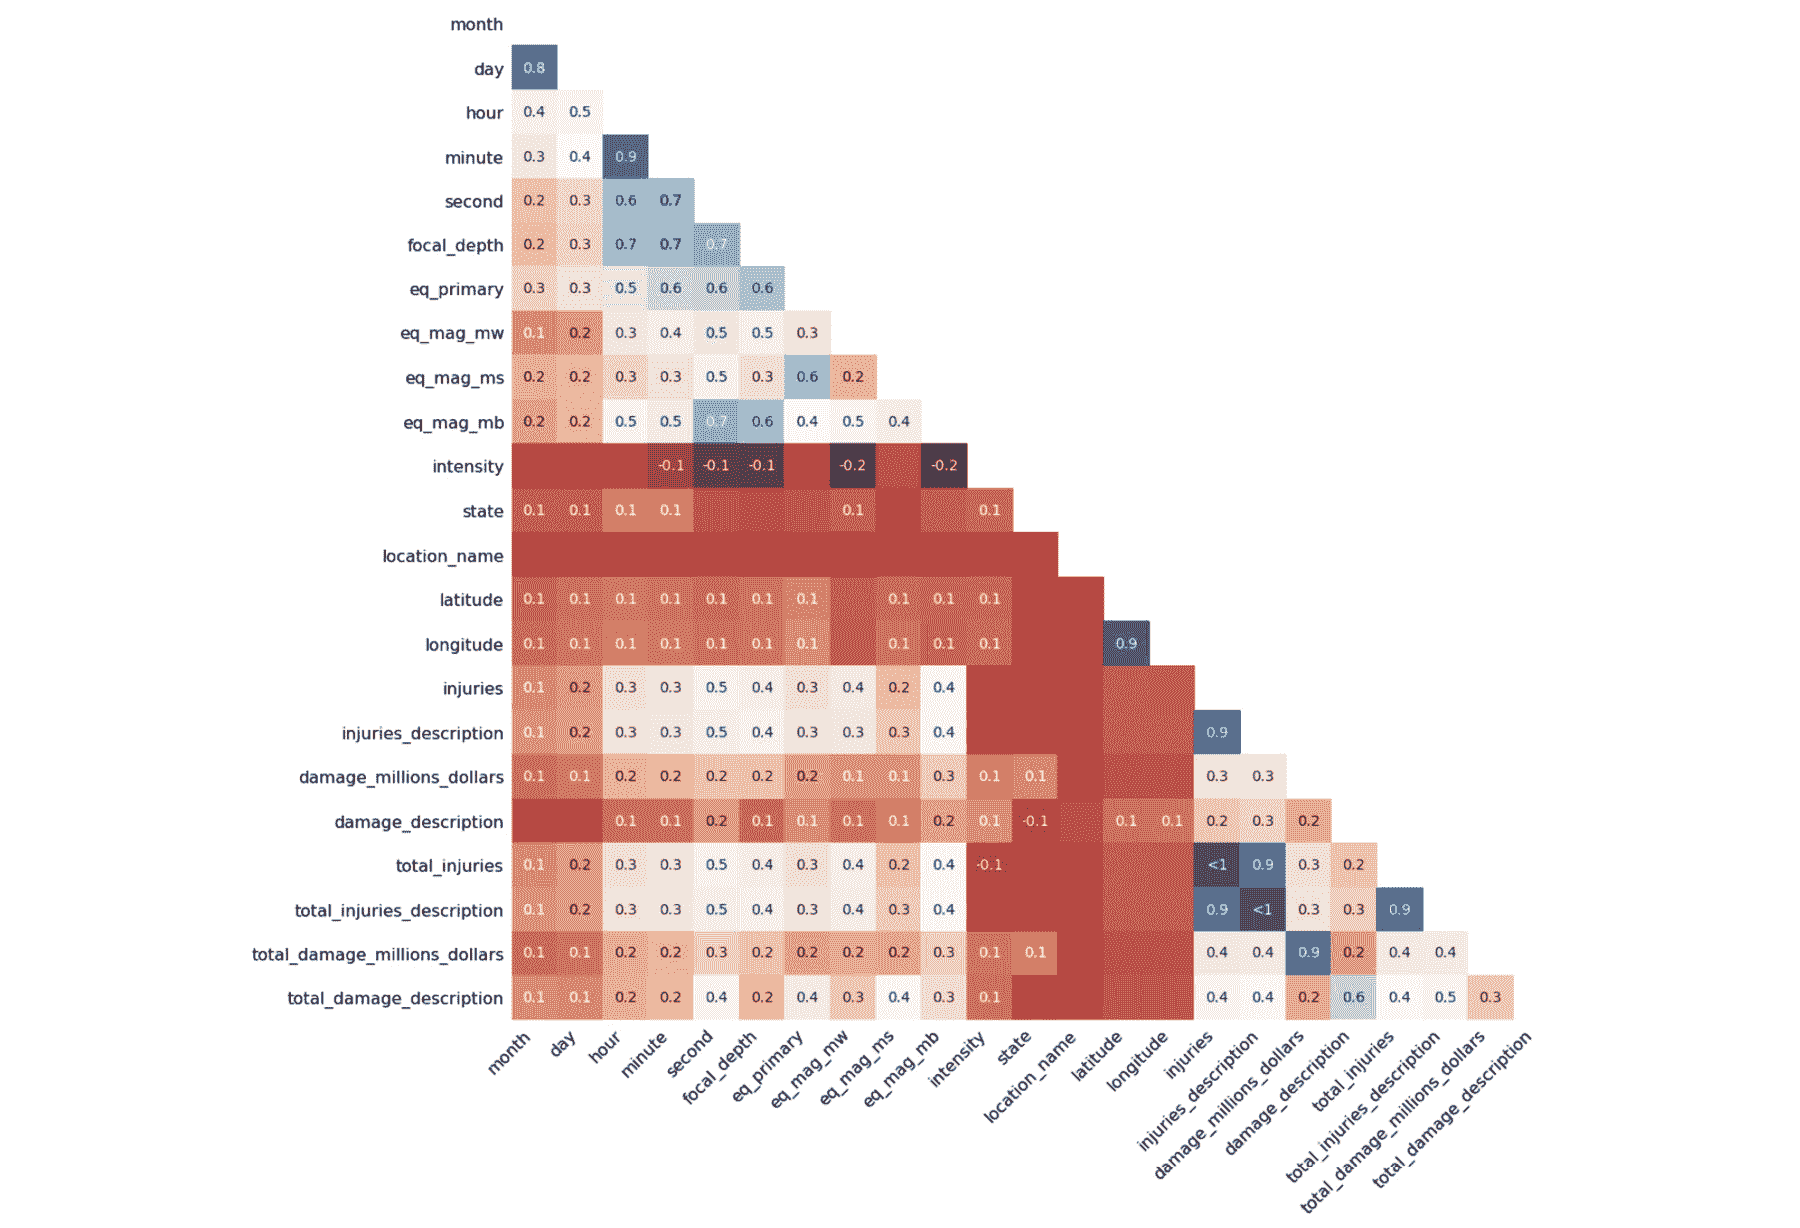 month
day 0.8
hour 0.4 0.5
minute 0.3 0.4 0.9
second 0.2 0.3 0.6 0.7
focal_depth 0.2 0.3 0.7 0.7 0.7
eq_primary 0.3 0.3 0.5 0.6 0.6 0.6
eq_mag_mw 0.1 0.2 0.3 0.4 0.5 0.5 0.3
eq_mag_ms 0.2 0.2 0.3 0.3 0.5 0.3 0.6 0.2
eq_mag_mb 0.2 0.2 0.5 0.5 0.7 0.6 0.4 0.5 0.4
intensity -0.1 -0.1 -0.1 -0.2 -0.2
state 0.1 0.1 0.1 0.1 0.1 0.1
location_name
latitude 0.1 0.1 0.1 0.1 0.1 0.1 0.1 0.1 0.1 0.1
longitude 0.1 0.1 0.1 0.1 0.1 0.1 0.1 0.1 0.1 0.1 0.9
injuries 0.1 0.2 0.3 0.3 0.5 0.4 0.3 0.4 0.2 0.4
injuries_description 0.1 0.2 0.3 0.3 0.5 0.4 0.3 0.3 0.3 0.4 0.9
damage_millions_dollars 0.1 0.1 0.2 0.2 0.2 0.2 0.2 0.1 0.1 0.3 0.1 0.1 0.3 0.3
damage_description 0.1 0.1 0.2 0.1 0.1 0.1 0.1 0.2 0.1 -0.1 0.1 0.1 0.2 0.3 0.2
total_injuries 0.1 0.2 0.3 0.3 0.5 0.4 0.3 0.4 0.2 0.4 -0.1 <1 0.9 0.3 0.2
total_injuries_description 0.1 0.2 0.3 0.3 0.5 0.4 0.3 0.4 0.3 0.4 0.9 <1 0.3 0.3 0.9
total_damage_millions_dollars 0.1 0.1 0.2 0.2 0.3 0.2 0.2 0.2 0.2 0.3 0.1 0.1 0.4 0.4 0.9 0.2 0.4 0.4
total_damage_description 0.1 0.1 0.2 0.2 0.4 0.2 0.4 0.3 0.4 0.3 0.1 0.4 0.4 0.2 0.6 0.4 0.5 0.3
month
day
hour
minute
second
focal_depth
eq_primary
eq_mag_mw
eq_mag_ms
eq_mag_mb
intensity
state
location_name
latitude
longitude
injuries
injuries_description
damage_millions_dollars
damage_description
total_injuries
total_injuries_description
total_damage_millions_dollars
total_damage_description